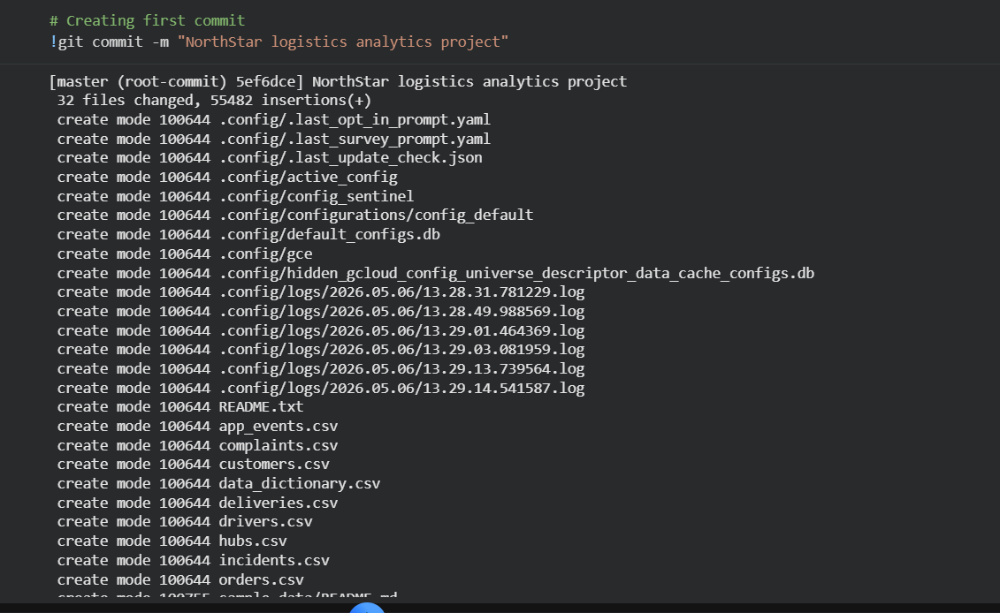 # Creating first commit
!git commit -m "NorthStar logistics analytics project"
[master (root-commit) 5ef6dce] NorthStar logistics analytics project
32 files changed, 55482 insertions(+)
create mode 100644 .config/.last_opt_in_prompt.yaml
create mode 100644 .config/.last_survey_prompt.yaml
create mode 100644 .config/.last_update_check.json
create mode 100644 .config/active_config
create mode 100644 .config/config_sentinel
create mode 100644 .config/configurations/config_default
create mode 100644 .config/default_configs.db
create mode 100644 .config/gce
create mode 100644 .config/hidden_gcloud_config_universe_descriptor_data_cache_configs.db
create mode 100644 .config/logs/2026.05.06/13.28.31.781229.log
create mode 100644 .config/logs/2026.05.06/13.28.49.988569.log
create mode 100644 .config/logs/2026.05.06/13.29.01.464369.log
create mode 100644 .config/logs/2026.05.06/13.29.03.081959.log
create mode 100644 .config/logs/2026.05.06/13.29.13.739564.log
create mode 100644 .config/logs/2026.05.06/13.29.14.541587.log
create mode 100644 README.txt
create mode 100644 app_events.csv
create mode 100644 complaints.csv
create mode 100644 customers.csv
create mode 100644 data_dictionary.csv
create mode 100644 deliveries.csv
create mode 100644 drivers.csv
create mode 100644 hubs.csv
create mode 100644 incidents.csv
create mode 100644 orders.csv
create mode 100755 sample_data/README.md